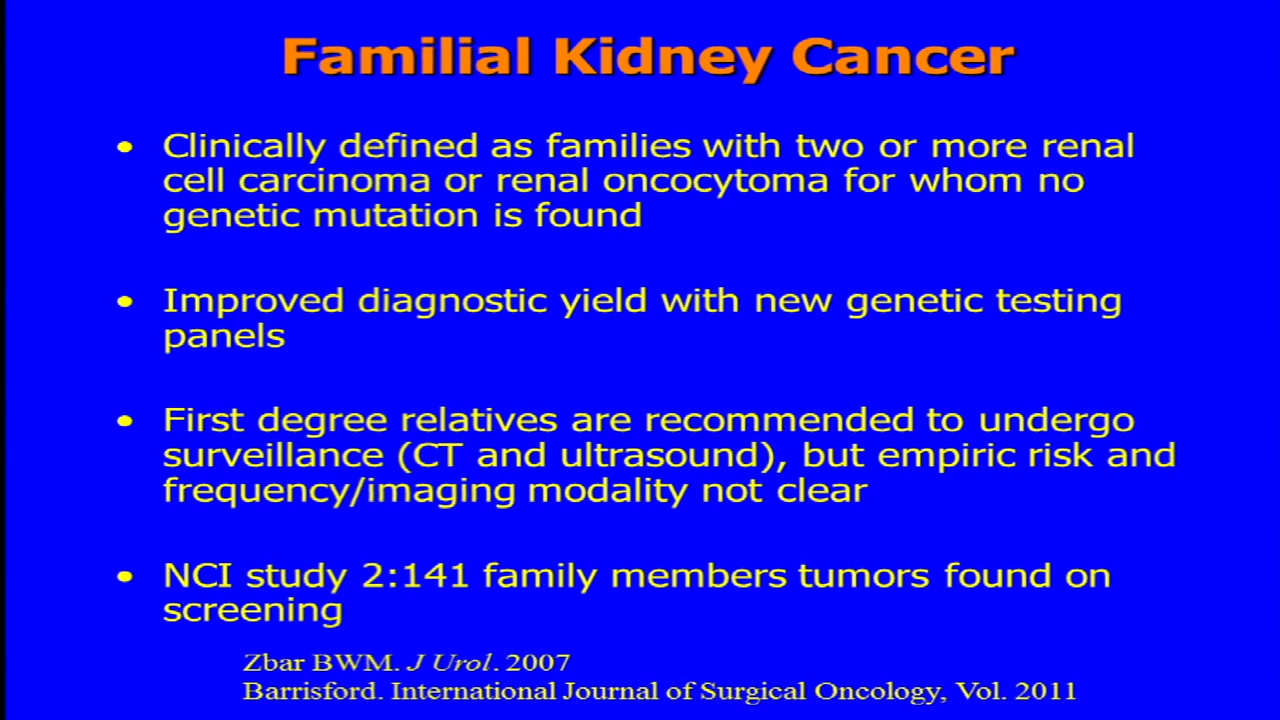 Familial Kidney Cancer
• Clinically defined as families with two or more renal
cell carcinoma or renal oncocytoma for whom no
genetic mutation is found
• Improved diagnostic yield with new genetic testing
panels
• First degree relatives are recommended to undergo
surveillance (CT and ultrasound), but empiric risk and
frequency/imaging modality not clear
• NCI study 2:141 family members tumors found on
screening
Zbar BWM. J Urol. 2007
Barrisford. International Journal of Surgical Oncology, Vol. 2011